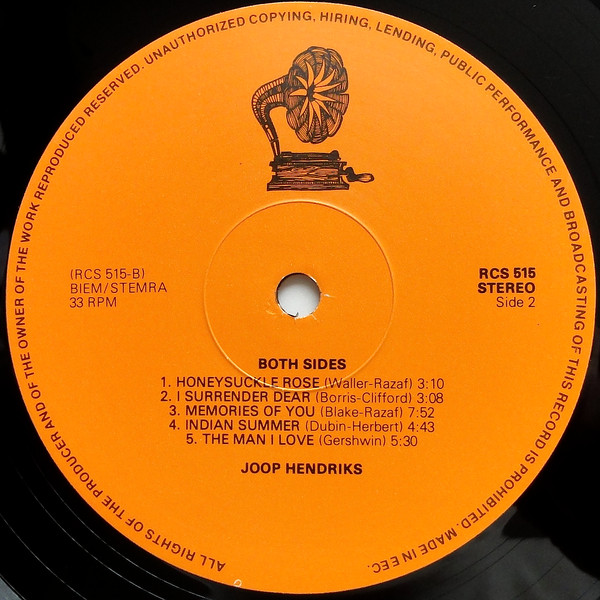 ALL RIGHTS OF THE PRODUCER AND OF THE OWNER OF THE WORK REPRODUCED RESERVED. UNAUTHORIZED COPYING, HIRING, LENDING, PUBLIC PERFORMANCE AND BROADCASTING OF THIS RECORD IS PROHIBITED. MADE IN EEC.
(RCS 515-B)
BIEM/STEMRA
33 RPM
RCS 515
STEREO
Side 2
BOTH SIDES
1. HONEYSUCKLE ROSE (Waller-Razaf) 3:10
2. I SURRENDER DEAR (Borris-Clifford) 3:08
3. MEMORIES OF YOU (Blake-Razaf) 7:52
4. INDIAN SUMMER (Dubin-Herbert) 4:43
5. THE MAN I LOVE (Gershwin) 5:30
JOOP HENDRIKS